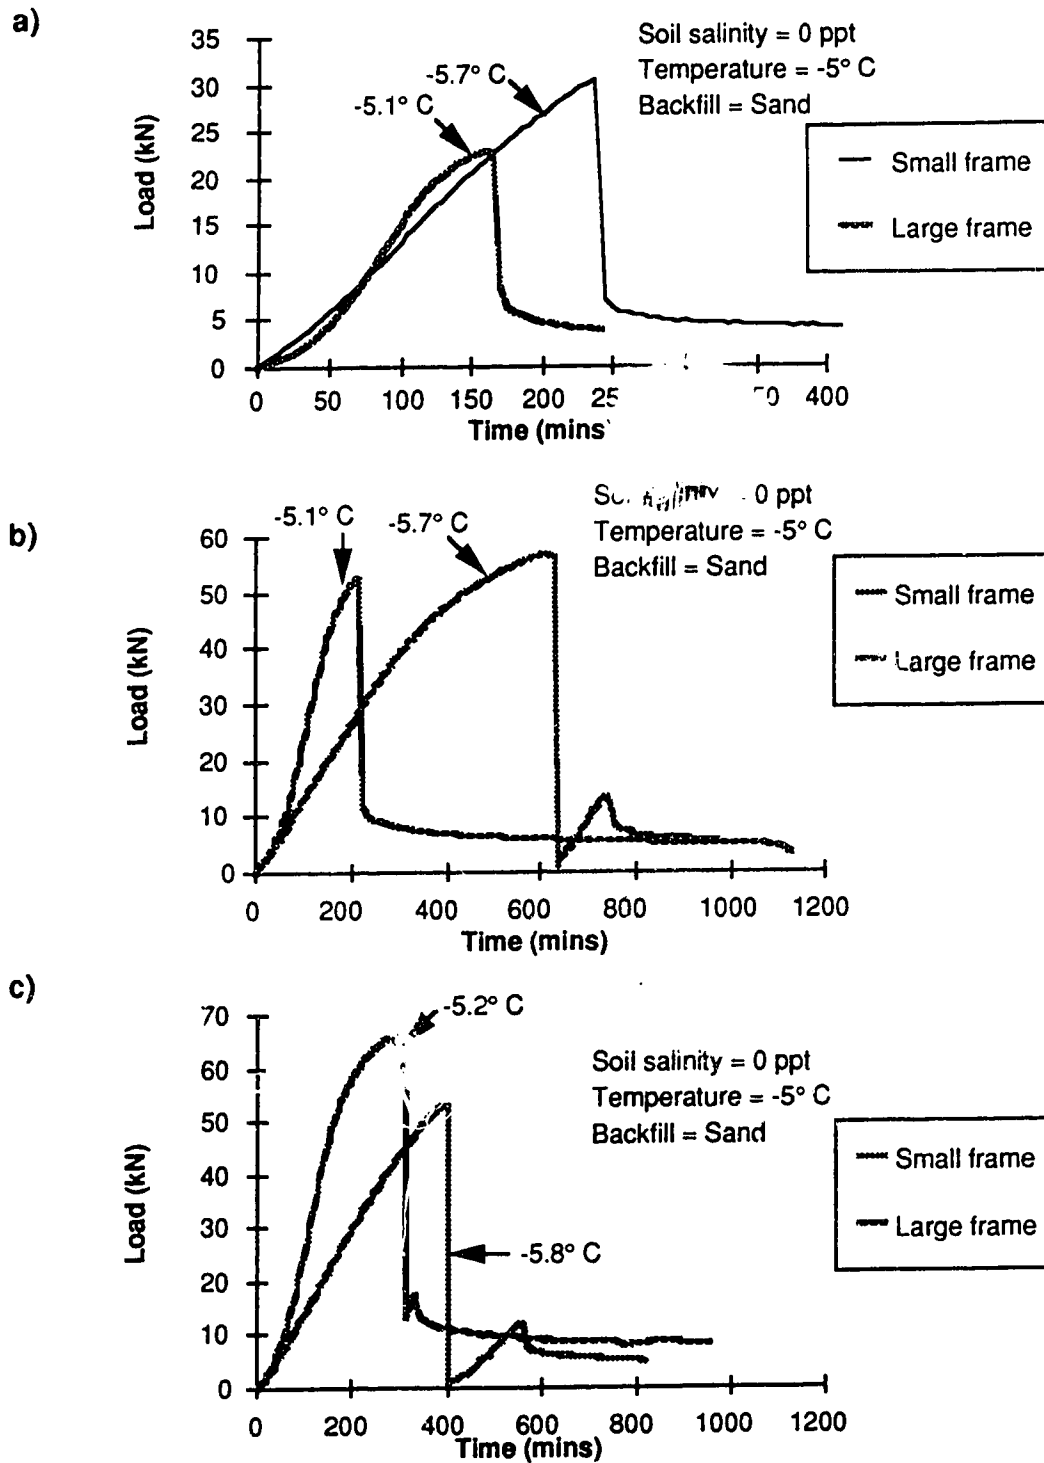 a)
35
30
25
20
15
10
5
0
Load (kN)
-5.7° C
-5.1° C
Soil salinity = 0 ppt
Temperature = -5° C
Backfill = Sand
Small frame
Large frame
0 50 100 150 200 400
Time (mins
b)
60
50
40
30
20
10
0
Load (kN)
-5.1° C
-5.7° C
0 ppt
Temperature = -5° C
Backfill = Sand
Small frame
Large frame
0 200 400 600 800 1000 1200
Time (mins)
c)
70
60
50
40
30
20
10
0
Load (kN)
-5.2° C
-5.8° C
Soil salinity = 0 ppt
Temperature = -5° C
Backfill = Sand
Small frame
Large frame
0 200 400 600 800 1000 1200
Time (mins)